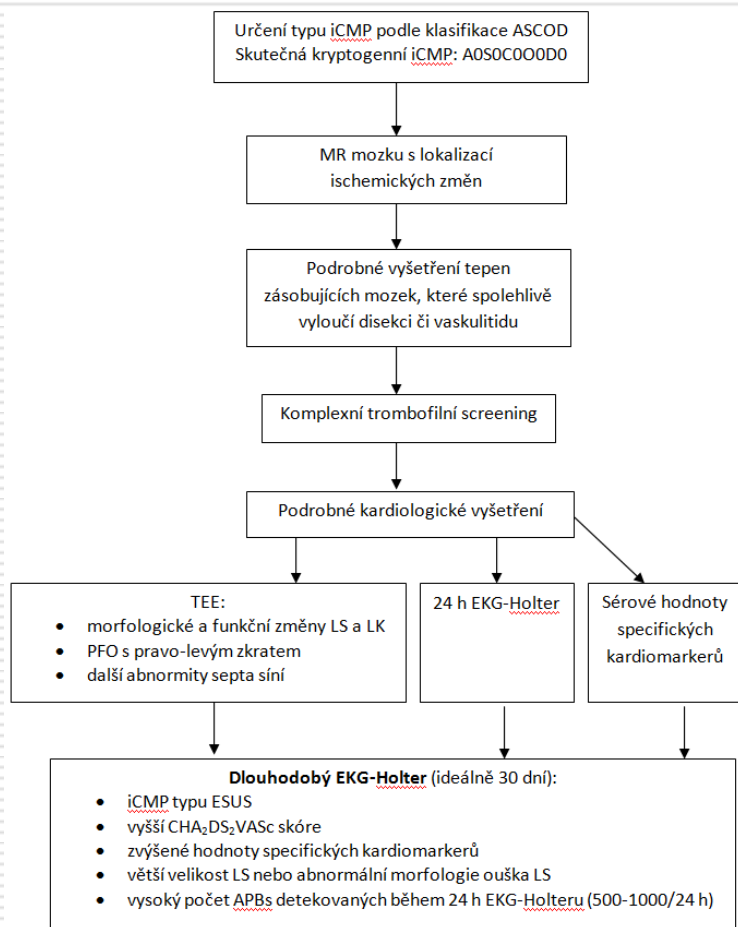 Určení typu iCMP podle klasifikace ASCOD
Skutečná kryptogenní iCMP: A0S0C0O0D0
MR mozku s lokalizací
ischemických změn
Podrobné vyšetření tepen
zásobujících mozek, které spolehlivě
vyloučí disekci či vaskulitidu
Komplexní trombofilní screening
Podrobné kardiologické vyšetření
TEE:
• morfologické a funkční změny LS a LK
• PFO s pravo-levým zkratem
• další abnormity septa síní
24 h EKG-Holter
Sérové hodnoty
specifických
kardiomarkerů
Dlouhodobý EKG-Holter (ideálně 30 dní):
• iCMP typu ESUS
• vyšší CHA₂DS₂VASc skóre
• zvýšené hodnoty specifických kardiomarkerů
• větší velikost LS nebo abnormální morfologie ouška LS
• vysoký počet APBs detekovaných během 24 h EKG-Holteru (500-1000/24 h)